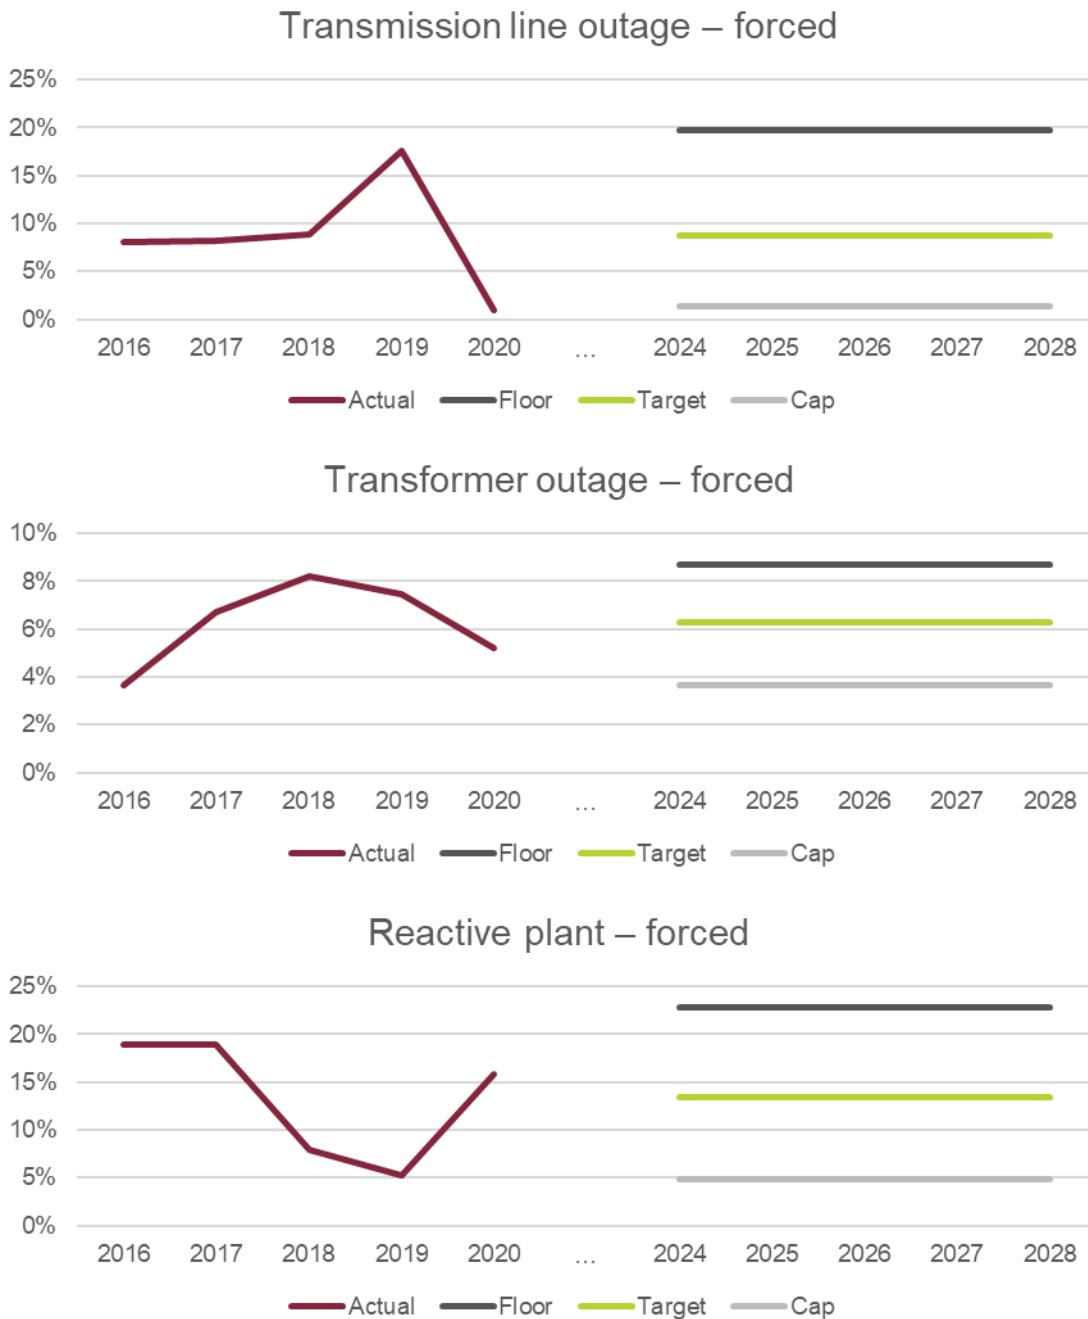 Transmission line outage – forced
25%
20%
15%
10%
5%
0%
2016 2017 2018 2019 2020 ... 2024 2025 2026 2027 2028
Actual Floor Target Cap
Transformer outage – forced
10%
8%
6%
4%
2%
0%
2016 2017 2018 2019 2020 ... 2024 2025 2026 2027 2028
Actual Floor Target Cap
Reactive plant – forced
25%
20%
15%
10%
5%
0%
2016 2017 2018 2019 2020 ... 2024 2025 2026 2027 2028
Actual Floor Target Cap